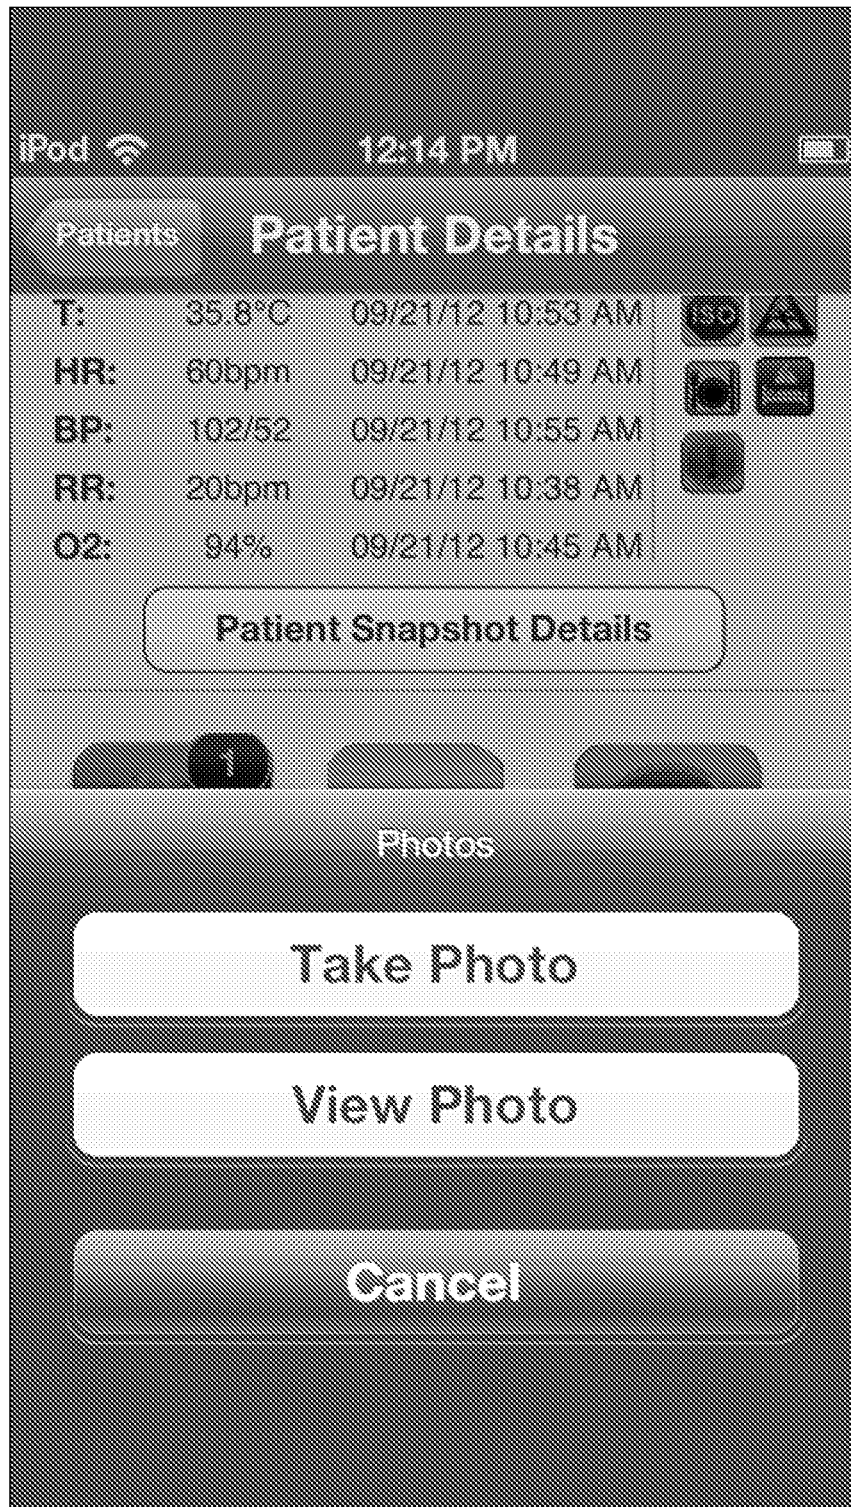 iPod 12:14 PM
Patients Patient Details
T: 35.8°C 09/21/12 10:53 AM ISO
HR: 60bpm 09/21/12 10:49 AM
BP: 102/52 09/21/12 10:55 AM
RR: 20bpm 09/21/12 10:38 AM
O2: 94% 09/21/12 10:45 AM
Patient Snapshot Details
1
Photos
Take Photo
View Photo
Cancel